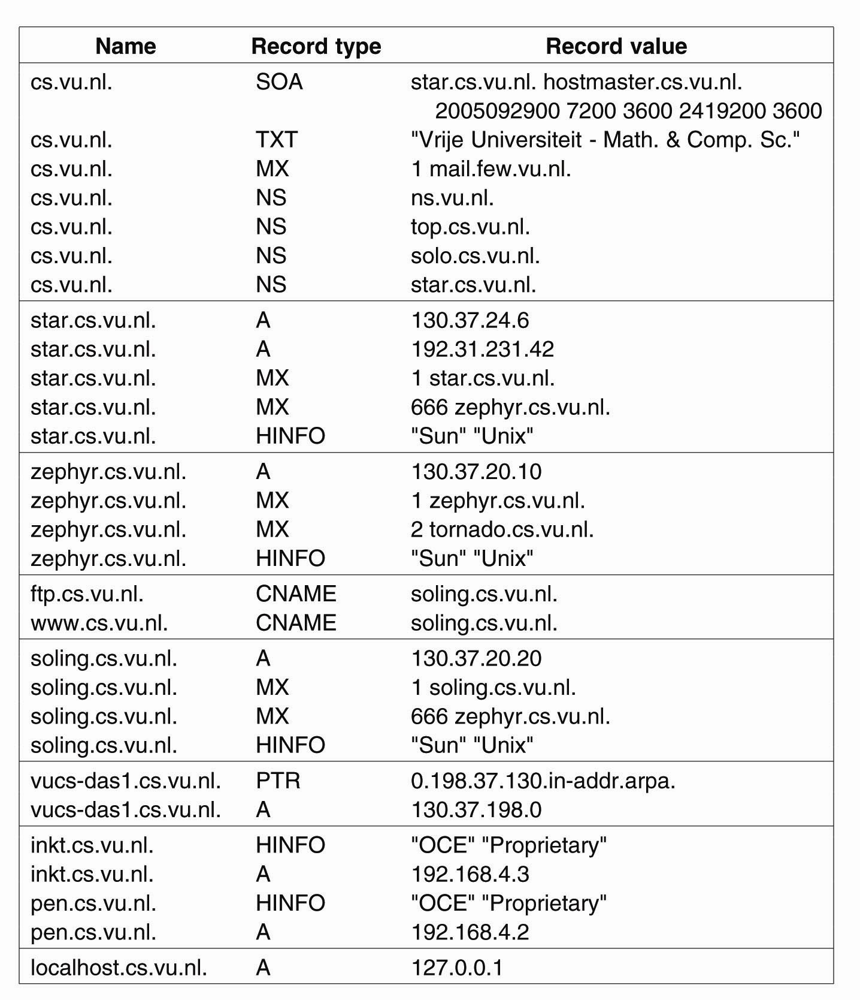 Name Record type Record value
cs.vu.nl. SOA star.cs.vu.nl. hostmaster.cs.vu.nl.
2005092900 7200 3600 2419200 3600
cs.vu.nl. TXT "Vrije Universiteit - Math. & Comp. Sc."
cs.vu.nl. MX 1 mail.few.vu.nl.
cs.vu.nl. NS ns.vu.nl.
cs.vu.nl. NS top.cs.vu.nl.
cs.vu.nl. NS solo.cs.vu.nl.
cs.vu.nl. NS star.cs.vu.nl.
star.cs.vu.nl. A 130.37.24.6
star.cs.vu.nl. A 192.31.231.42
star.cs.vu.nl. MX 1 star.cs.vu.nl.
star.cs.vu.nl. MX 666 zephyr.cs.vu.nl.
star.cs.vu.nl. HINFO "Sun" "Unix"
zephyr.cs.vu.nl. A 130.37.20.10
zephyr.cs.vu.nl. MX 1 zephyr.cs.vu.nl.
zephyr.cs.vu.nl. MX 2 tornado.cs.vu.nl.
zephyr.cs.vu.nl. HINFO "Sun" "Unix"
ftp.cs.vu.nl. CNAME soling.cs.vu.nl.
www.cs.vu.nl. CNAME soling.cs.vu.nl.
soling.cs.vu.nl. A 130.37.20.20
soling.cs.vu.nl. MX 1 soling.cs.vu.nl.
soling.cs.vu.nl. MX 666 zephyr.cs.vu.nl.
soling.cs.vu.nl. HINFO "Sun" "Unix"
vucs-das1.cs.vu.nl. PTR 0.198.37.130.in-addr.arpa.
vucs-das1.cs.vu.nl. A 130.37.198.0
inkt.cs.vu.nl. HINFO "OCE" "Proprietary"
inkt.cs.vu.nl. A 192.168.4.3
pen.cs.vu.nl. HINFO "OCE" "Proprietary"
pen.cs.vu.nl. A 192.168.4.2
localhost.cs.vu.nl. A 127.0.0.1